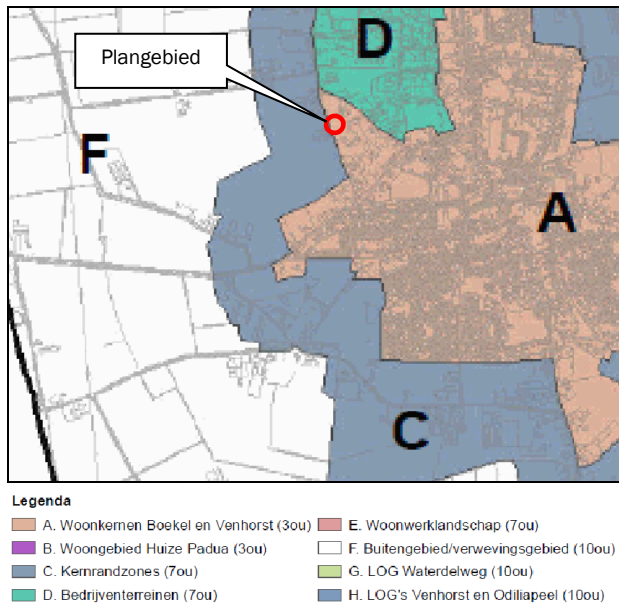 D
Plangebied
F
A
C
Legenda
A. Woonkernen Boekel en Venhorst (3ou)
B. Woongebied Huize Padua (3ou)
C. Kernrandzones (7ou)
D. Bedrijventerreinen (7ou)
E. Woonwerklandschap (7ou)
F. Buitengebied/verwevingsgebied (10ou)
G. LOG Waterdelweg (10ou)
H. LOG's Venhorst en Odiliapeel (10ou)